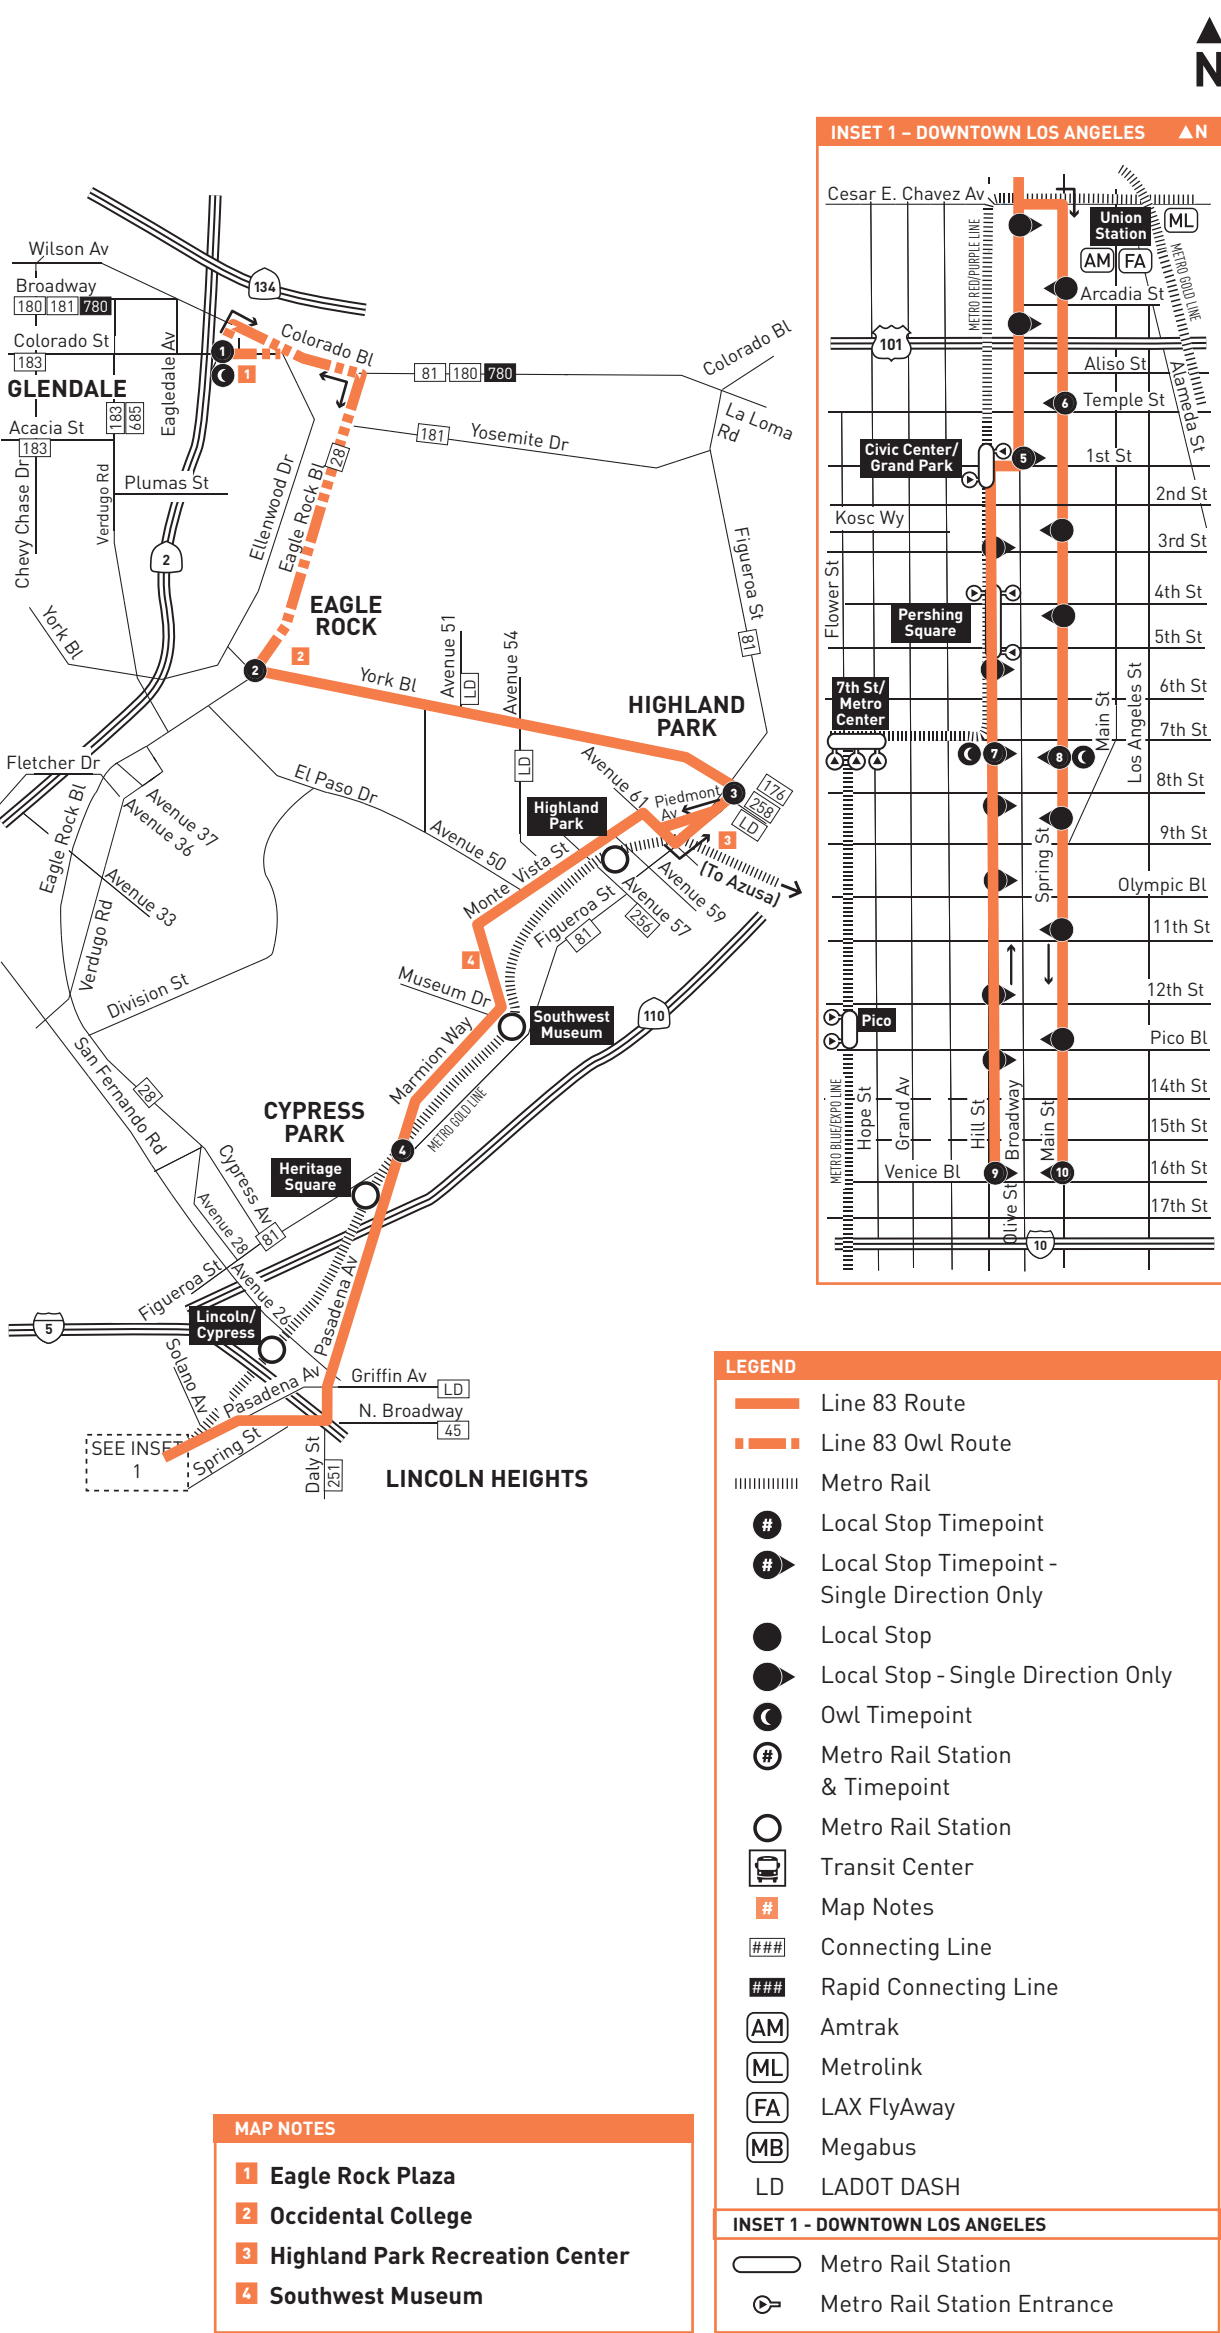 N
INSET 1 – DOWNTOWN LOS ANGELES
N
Cesar E. Chavez Av
Union
Station
ML
AM
FA
METRO RED/PURPLE LINE
METRO GOLD LINE
Arcadia St
101
Aliso St
Alameda St
6
Temple St
Civic Center/
Grand Park
5
1st St
2nd St
Kosc Wy
3rd St
Flower St
4th St
Pershing
Square
5th St
6th St
7th St/
Metro
Center
Main St
Los Angeles St
7th St
7
8
8th St
9th St
Spring St
Olympic Bl
11th St
12th St
Pico
Pico Bl
METRO BLUE/EXPO LINE
Hope St
Grand Av
Hill St
Broadway
Main St
14th St
15th St
Venice Bl
9
10
16th St
Olive St
17th St
10
Wilson Av
134
Broadway
180
181
780
Colorado St
183
1
1
GLENDALE
Eagledale Av
Colorado Bl
81
180
780
Colorado Bl
La Loma
Rd
183
685
Acacia St
183
181
Yosemite Dr
28
Chevy Chase Dr
Verdugo Rd
Plumas St
2
Ellenwood Dr
Eagle Rock Bl
Figueroa St
81
York Bl
EAGLE
ROCK
2
2
York Bl
Avenue 51
LD
Avenue 54
LD
HIGHLAND
PARK
Fletcher Dr
El Paso Dr
Avenue 61
Piedmont
Av
3
176
258
LD
3
Highland
Park
Avenue 37
Avenue 36
Eagle Rock Bl
Avenue 50
Monte Vista St
(To Azusa)
Avenue 33
Avenue 59
Avenue 57
256
Figueroa St
81
Verdugo Rd
4
Division St
Museum Dr
Southwest
Museum
110
San Fernando Rd
Marmion Way
28
METRO GOLD LINE
CYPRESS
PARK
4
Cypress Av
Heritage
Square
Avenue 28
81
Figueroa St
Avenue 26
Pasadena Av
5
Lincoln/
Cypress
Solano Av
Pasadena Av
Griffin Av
LD
N. Broadway
45
SEE INSET
1
Spring St
Daly St
251
LINCOLN HEIGHTS
LEGEND
Line 83 Route
Line 83 Owl Route
Metro Rail
# Local Stop Timepoint
# Local Stop Timepoint -
Single Direction Only
Local Stop
Local Stop - Single Direction Only
Owl Timepoint
# Metro Rail Station
& Timepoint
Metro Rail Station
Transit Center
# Map Notes
### Connecting Line
### Rapid Connecting Line
AM Amtrak
ML Metrolink
FA LAX FlyAway
MB Megabus
LD LADOT DASH
INSET 1 - DOWNTOWN LOS ANGELES
Metro Rail Station
Metro Rail Station Entrance
MAP NOTES
1 Eagle Rock Plaza
2 Occidental College
3 Highland Park Recreation Center
4 Southwest Museum